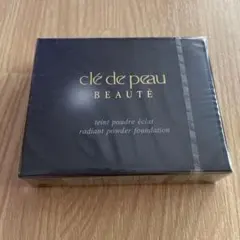 clé de peau
BEAUTÉ
teint poudre éclat
radiant powder foundation